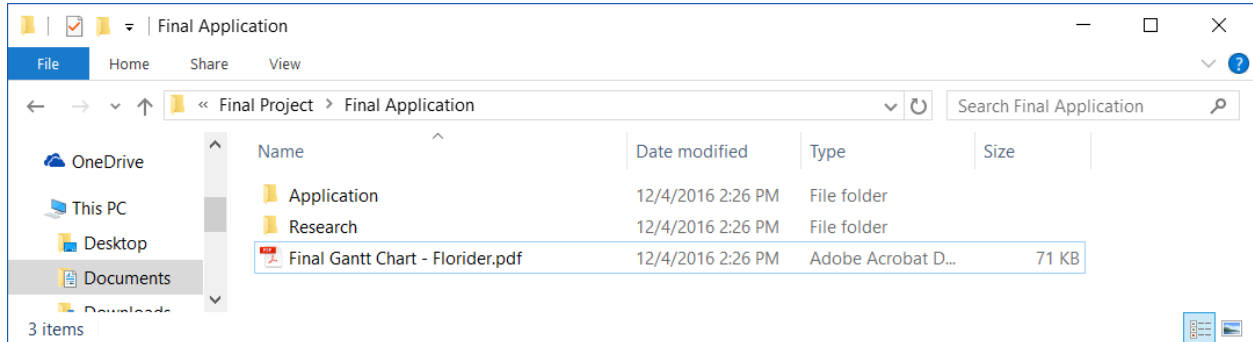 Final Application
File Home Share View
« Final Project > Final Application Search Final Application
OneDrive
This PC
Desktop
Documents
Downloads
Name Date modified Type Size
Application 12/4/2016 2:26 PM File folder
Research 12/4/2016 2:26 PM File folder
Final Gantt Chart - Florider.pdf 12/4/2016 2:26 PM Adobe Acrobat D... 71 KB
3 items